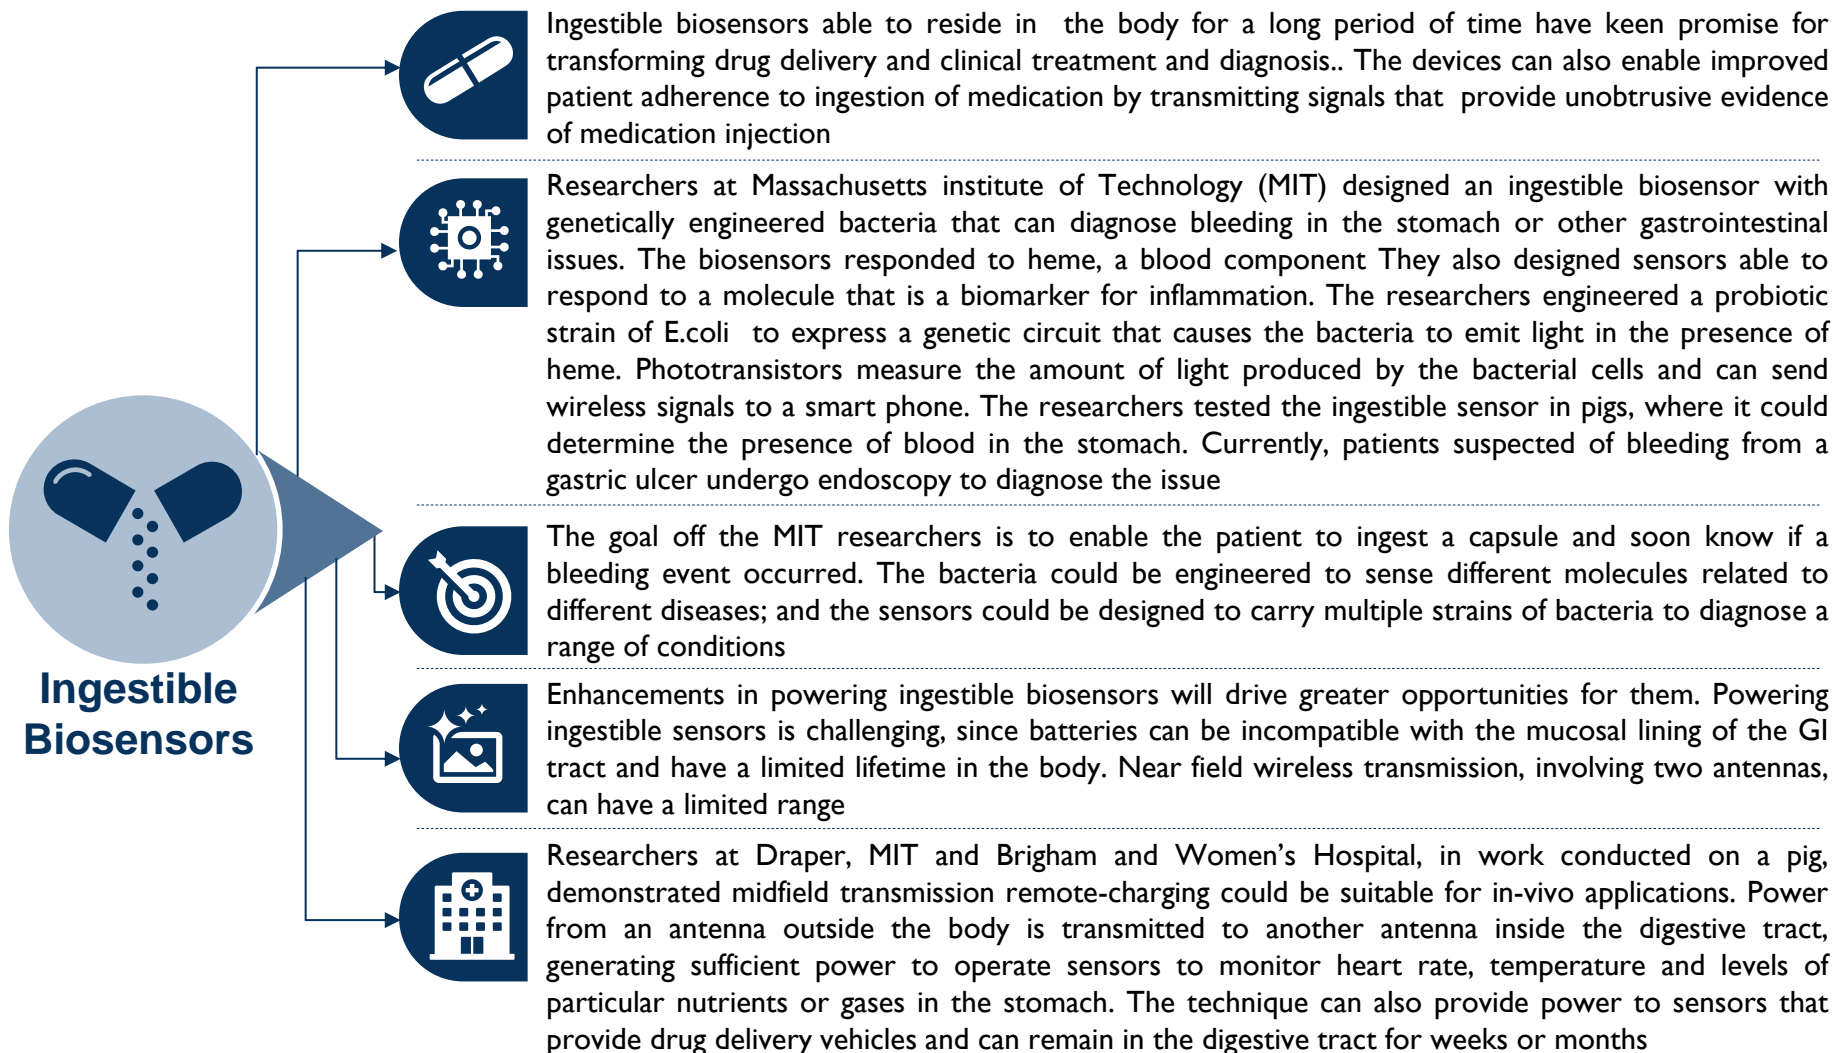 Ingestible biosensors able to reside in the body for a long period of time have keen promise for
transforming drug delivery and clinical treatment and diagnosis.. The devices can also enable improved
patient adherence to ingestion of medication by transmitting signals that provide unobtrusive evidence
of medication injection
Researchers at Massachusetts institute of Technology (MIT) designed an ingestible biosensor with
genetically engineered bacteria that can diagnose bleeding in the stomach or other gastrointestinal
issues. The biosensors responded to heme, a blood component They also designed sensors able to
respond to a molecule that is a biomarker for inflammation. The researchers engineered a probiotic
strain of E.coli to express a genetic circuit that causes the bacteria to emit light in the presence of
heme. Phototransistors measure the amount of light produced by the bacterial cells and can send
wireless signals to a smart phone. The researchers tested the ingestible sensor in pigs, where it could
determine the presence of blood in the stomach. Currently, patients suspected of bleeding from a
gastric ulcer undergo endoscopy to diagnose the issue
The goal off the MIT researchers is to enable the patient to ingest a capsule and soon know if a
bleeding event occurred. The bacteria could be engineered to sense different molecules related to
different diseases; and the sensors could be designed to carry multiple strains of bacteria to diagnose a
range of conditions
Ingestible
Biosensors
Enhancements in powering ingestible biosensors will drive greater opportunities for them. Powering
ingestible sensors is challenging, since batteries can be incompatible with the mucosal lining of the GI
tract and have a limited lifetime in the body. Near field wireless transmission, involving two antennas,
can have a limited range
Researchers at Draper, MIT and Brigham and Women's Hospital, in work conducted on a pig,
demonstrated midfield transmission remote-charging could be suitable for in-vivo applications. Power
from an antenna outside the body is transmitted to another antenna inside the digestive tract,
generating sufficient power to operate sensors to monitor heart rate, temperature and levels of
particular nutrients or gases in the stomach. The technique can also provide power to sensors that
provide drug delivery vehicles and can remain in the digestive tract for weeks or months